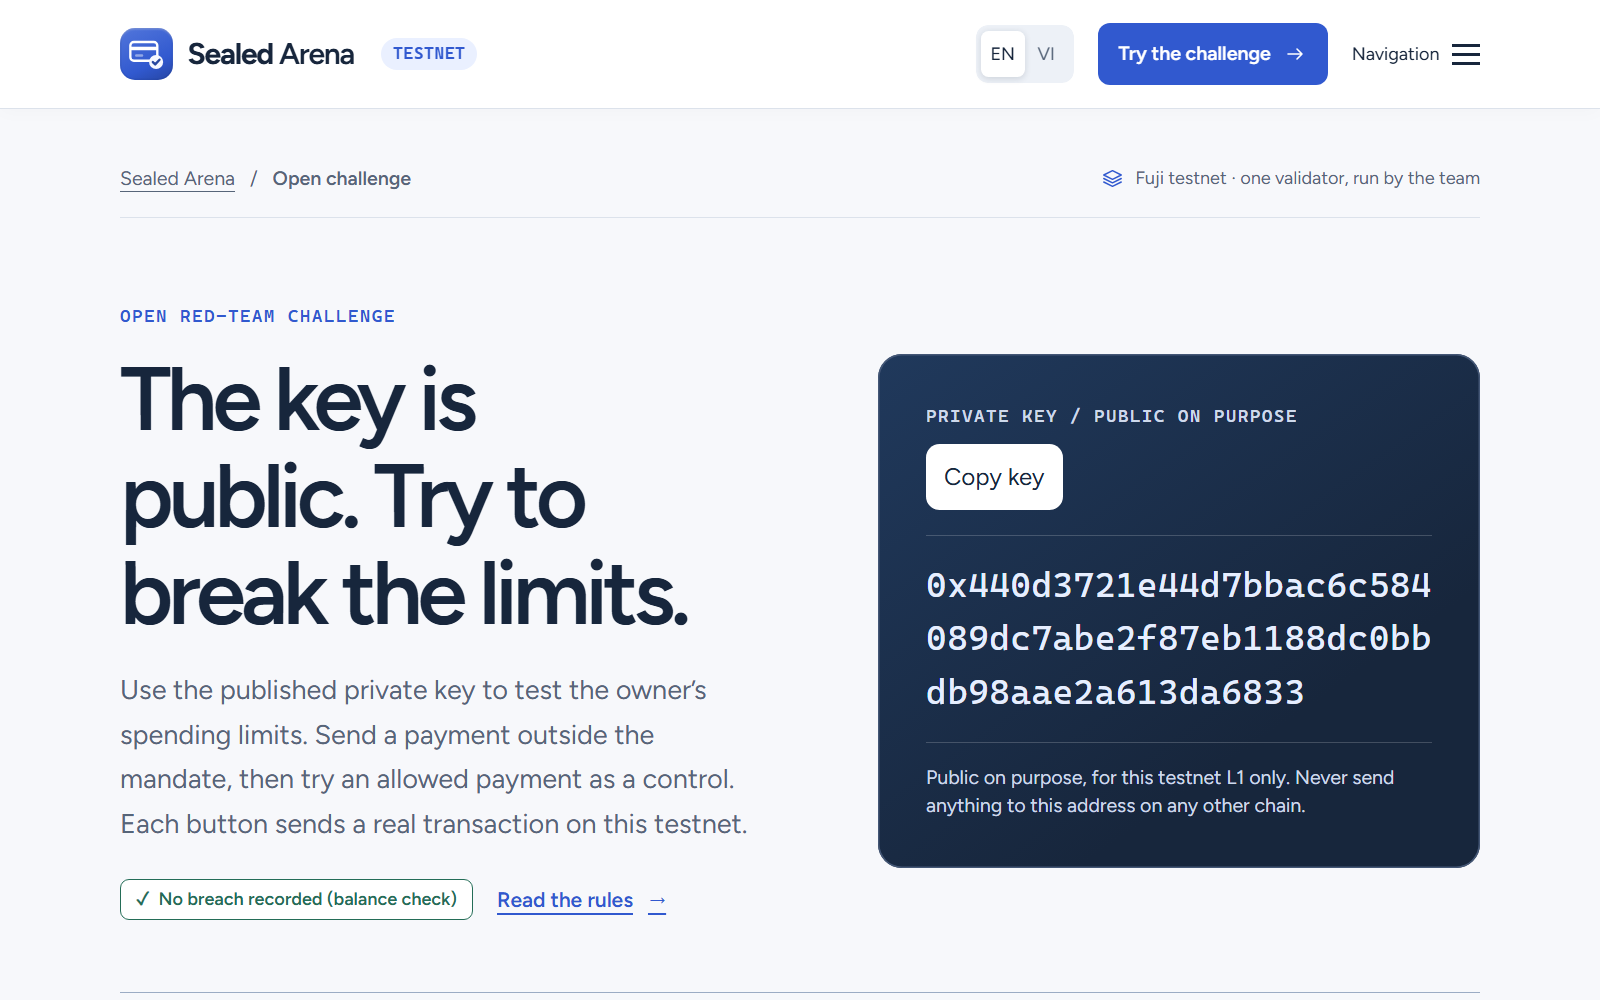 Sealed Arena TESTNET
EN VI Try the challenge → Navigation
Sealed Arena / Open challenge
Fuji testnet · one validator, run by the team
OPEN RED-TEAM CHALLENGE
The key is
public. Try to
break the limits.
Use the published private key to test the owner’s
spending limits. Send a payment outside the
mandate, then try an allowed payment as a control.
Each button sends a real transaction on this testnet.
✓ No breach recorded (balance check)
Read the rules →
PRIVATE KEY / PUBLIC ON PURPOSE
Copy key
0x440d3721e44d7bbac6c584
089dc7abe2f87eb1188dc0bb
db98aae2a613da6833
Public on purpose, for this testnet L1 only. Never send
anything to this address on any other chain.